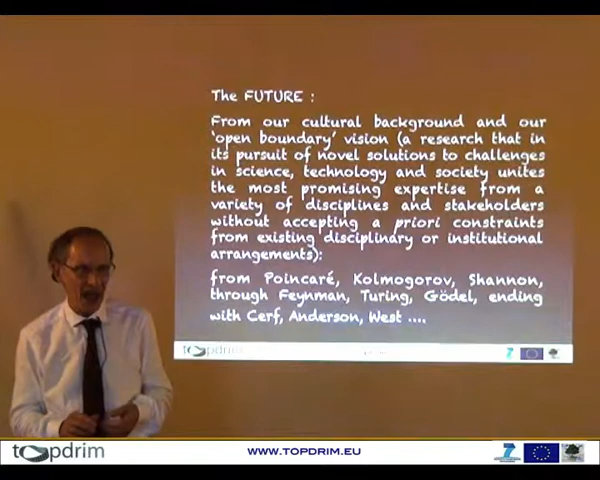 The FUTURE :
From our cultural background and our
'open boundary' vision (a research that in
its pursuit of novel solutions to challenges
in science, technology and society unites
the most promising expertise from a
variety of disciplines and stakeholders
without accepting a priori constraints
from existing disciplinary or institutional
arrangements):
from Poincaré, Kolmogorov, Shannon,
through Feynman, Turing, Gödel, ending
with Cerf, Anderson, West ....
topdrim
topdrim
WWW.TOPDRIM.EU